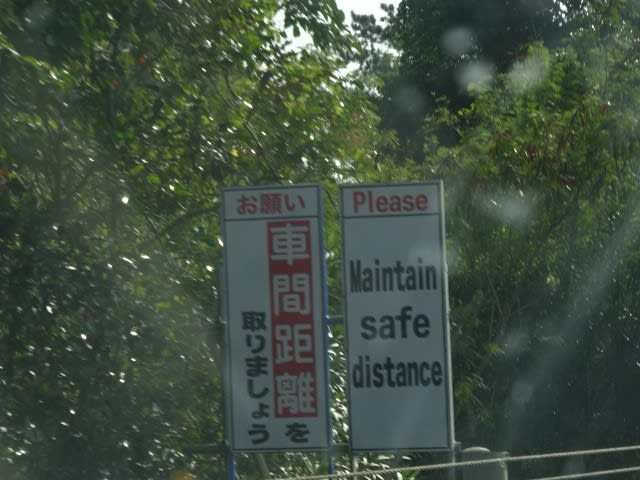 お願い
車間距離を
取りましょう
Please
Maintain
safe
distance